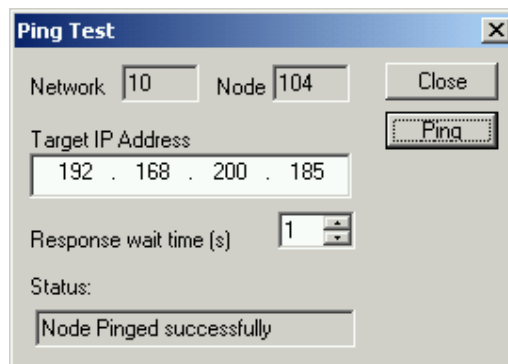 Ping Test
Network 10 Node 104 Close
Ping
Target IP Address
192 . 168 . 200 . 185
Response wait time (s) 1
Status:
Node Pinged successfully